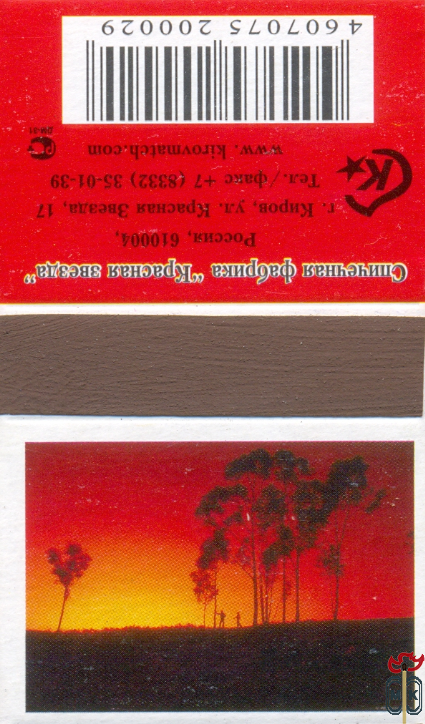 Спичечная фабрика "Красная звезда"
Россия, 610004,
г. Киров, ул. Красная Звезда, 17
Тел./факс +7 (8332) 35-01-39
www.kirovmatch.com
К
4 607075 200029